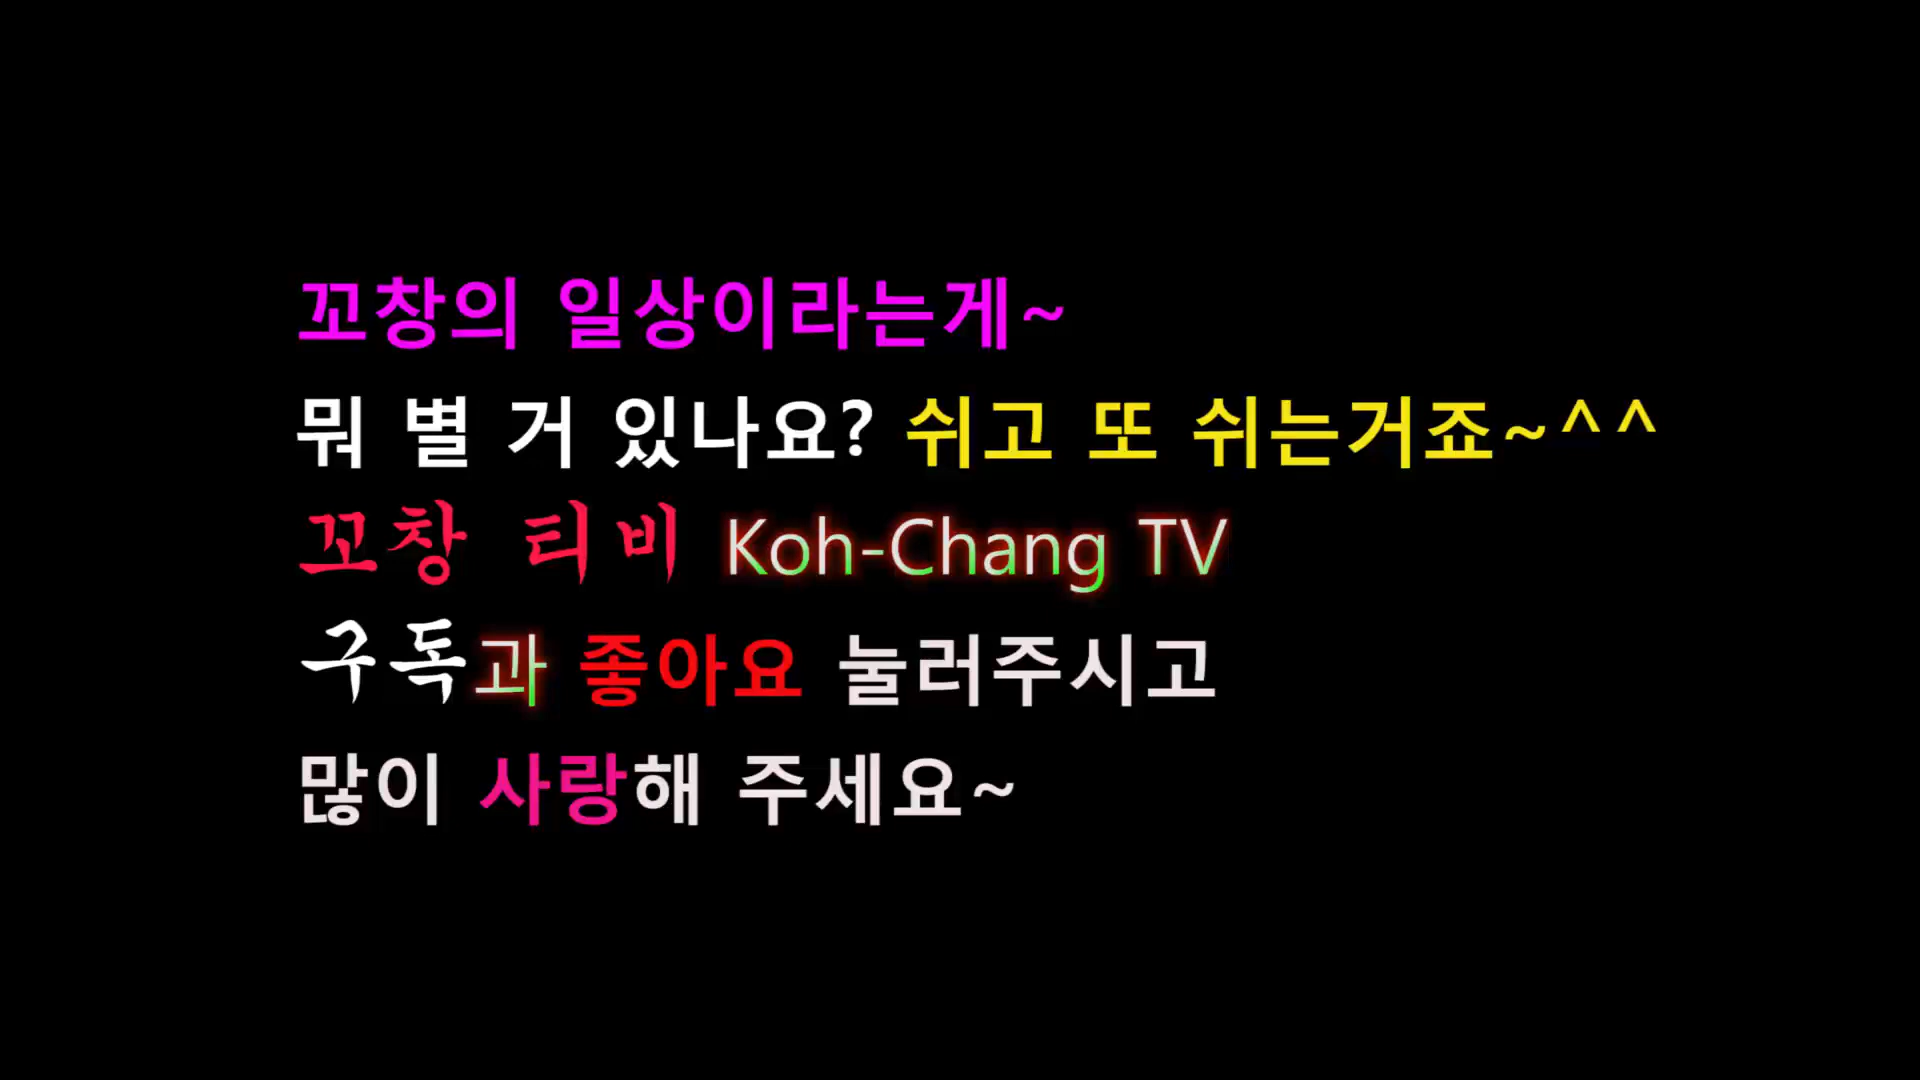 꼬창의 일상이라는게~
뭐 별 거 있나요? 쉬고 또 쉬는거죠~^^
꼬창 티비 Koh-Chang TV
구독과 좋아요 눌러주시고
많이 사랑해 주세요~